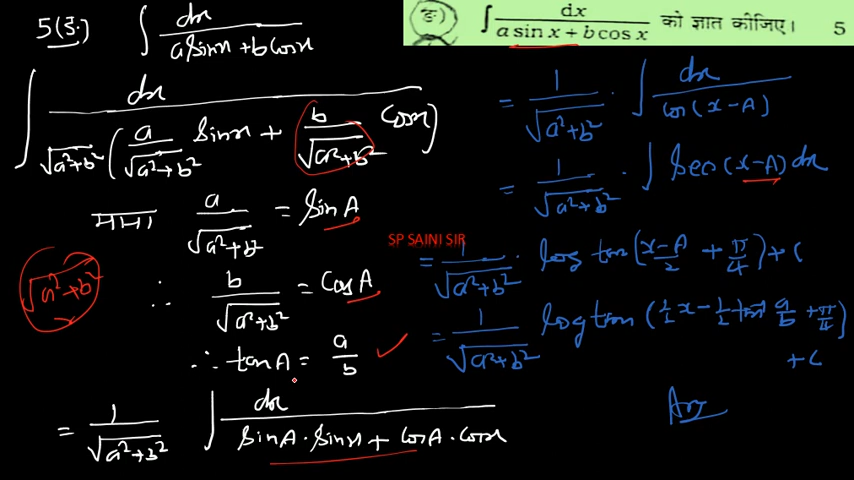 5(ङ) ∫ dx / (a sin x + b cos x)
∫ dx / (√(a²+b²) (a/√(a²+b²) sin x + b/√(a²+b²) cos x))
माना a/√(a²+b²) = sin A
√(a²+b²)
∴ b/√(a²+b²) = cos A
∴ tan A = a/b ✓
= 1/√(a²+b²) ∫ dx / (sin A · sin x + cos A · cos x)
(ङ) ∫ dx / (a sin x + b cos x) को ज्ञात कीजिए। 5
= 1/√(a²+b²) · ∫ dx / cos(x−A)
= 1/√(a²+b²) · ∫ sec(x−A) dx
SP SAINI SIR
= 1/√(a²+b²) · log tan((x−A)/2 + π/4) + C
= 1/√(a²+b²) log tan(½x − ½ tan⁻¹ a/b + π/4)
+ C
Ans